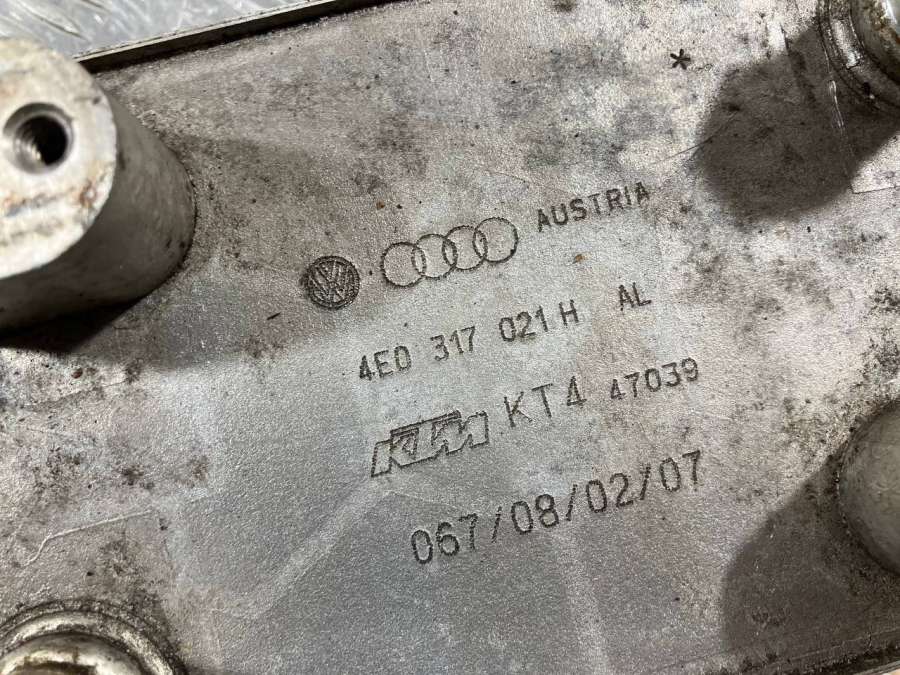 AUSTRIA
4E0 317 021 H AL
KTM KT4 47039
067/08/02/07